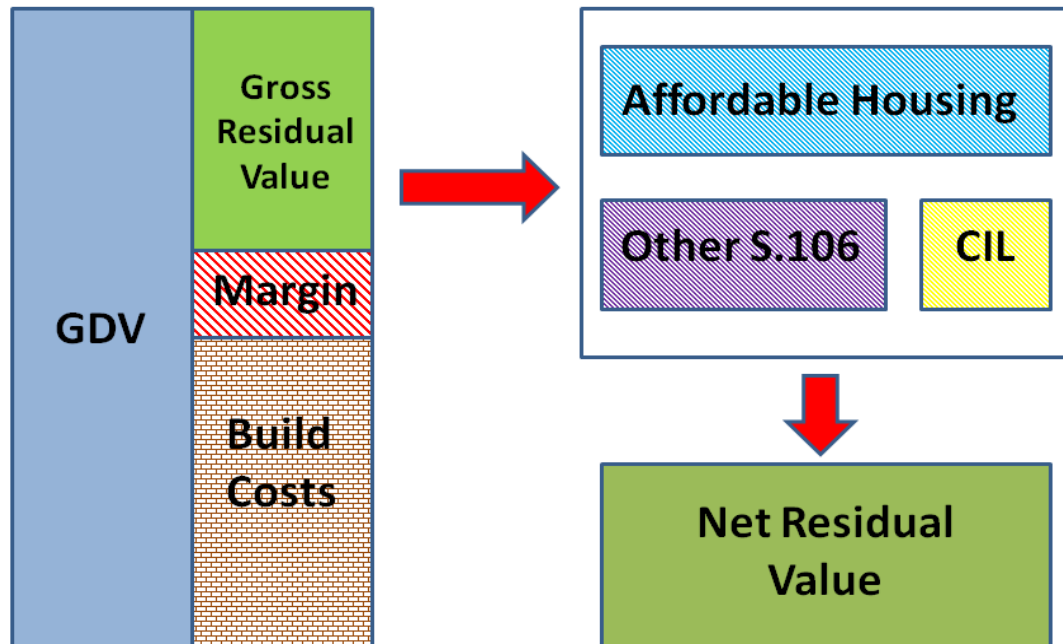 GDV
Gross
Residual
Value
Margin
Build
Costs
Affordable Housing
Other S.106
CIL
Net Residual
Value